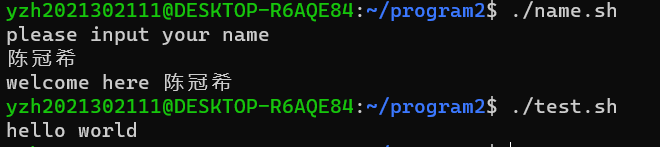 yzh2021302111@DESKTOP-R6AQE84:~/program2$ ./name.sh
please input your name
陈冠希
welcome here 陈冠希
yzh2021302111@DESKTOP-R6AQE84:~/program2$ ./test.sh
hello world